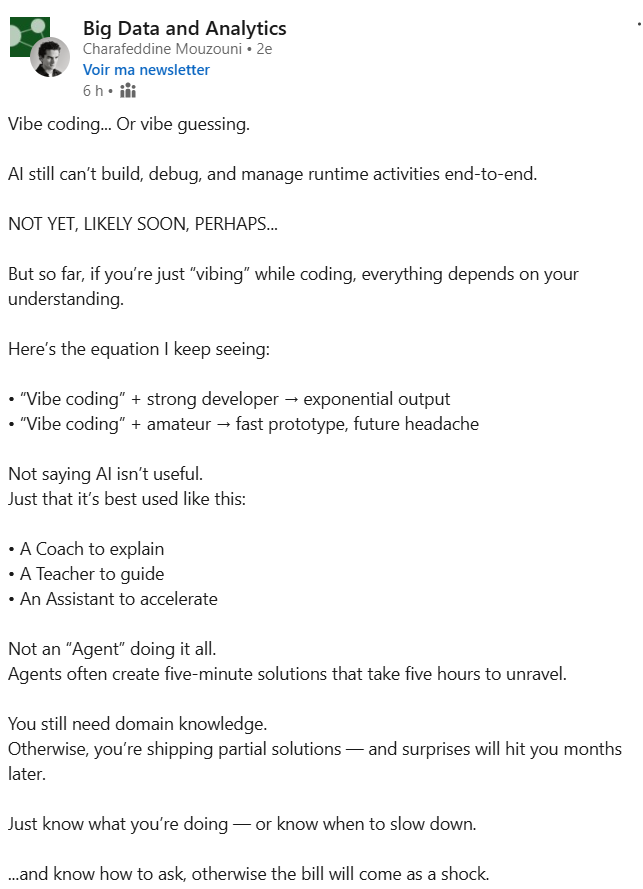 Big Data and Analytics
Charafeddine Mouzouni • 2e
Voir ma newsletter
6 h •
Vibe coding... Or vibe guessing.
AI still can’t build, debug, and manage runtime activities end-to-end.
NOT YET, LIKELY SOON, PERHAPS...
But so far, if you’re just “vibing” while coding, everything depends on your
understanding.
Here’s the equation I keep seeing:
• “Vibe coding” + strong developer → exponential output
• “Vibe coding” + amateur → fast prototype, future headache
Not saying AI isn’t useful.
Just that it’s best used like this:
• A Coach to explain
• A Teacher to guide
• An Assistant to accelerate
Not an “Agent” doing it all.
Agents often create five-minute solutions that take five hours to unravel.
You still need domain knowledge.
Otherwise, you’re shipping partial solutions — and surprises will hit you months
later.
Just know what you’re doing — or know when to slow down.
...and know how to ask, otherwise the bill will come as a shock.